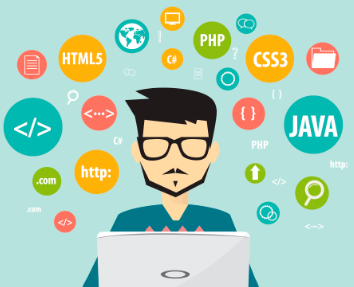 PHP
HTML5
C#
CSS3
?
<···>
{ }
( )
</>
JAVA
C#
PHP
http:
http:
.com
</>
.com
</>
<···>